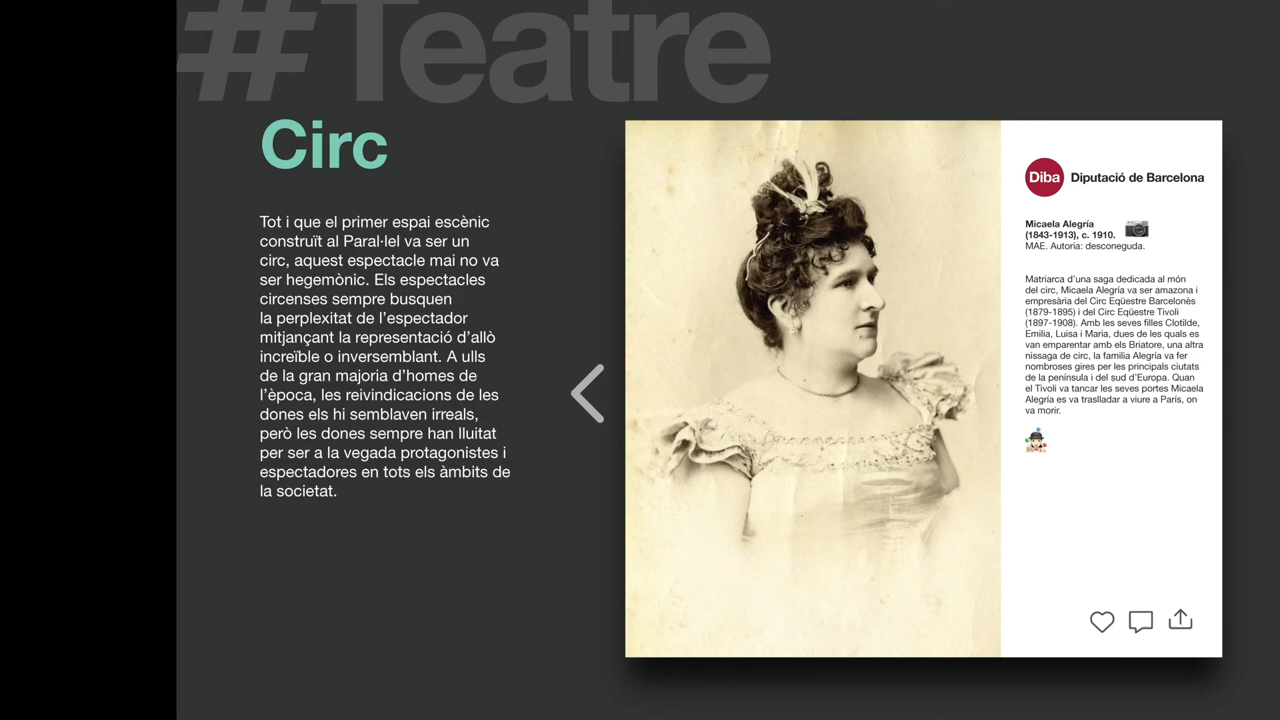 #Teatre
Circ
Tot i que el primer espai escènic
construït al Paral·lel va ser un
circ, aquest espectacle mai no va
ser hegemònic. Els espectacles
circenses sempre busquen
la perplexitat de l’espectador
mitjançant la representació d’allò
increïble o inversemblant. A ulls
de la gran majoria d’homes de
l’època, les reivindicacions de les
dones els hi semblaven irreals,
però les dones sempre han lluitat
per ser a la vegada protagonistes i
espectadores en tots els àmbits de
la societat.
Diba Diputació de Barcelona
Micaela Alegría
(1843-1913), c. 1910.
MAE. Autoria: desconeguda.
Matriarca d’una saga dedicada al món
del circ, Micaela Alegría va ser amazona i
empresària del Circ Eqüestre Barcelonès
(1879-1895) i del Circ Eqüestre Tivoli
(1897-1908). Amb les seves filles Clotilde,
Emilia, Luisa i Maria, dues de les quals es
van emparentar amb els Briatore, una altra
nissaga de circ, la familia Alegría va fer
nombroses gires per les principals ciutats
de la península i del sud d’Europa. Quan
el Tivoli va tancar les seves portes Micaela
Alegría es va traslladar a viure a París, on
va morir.